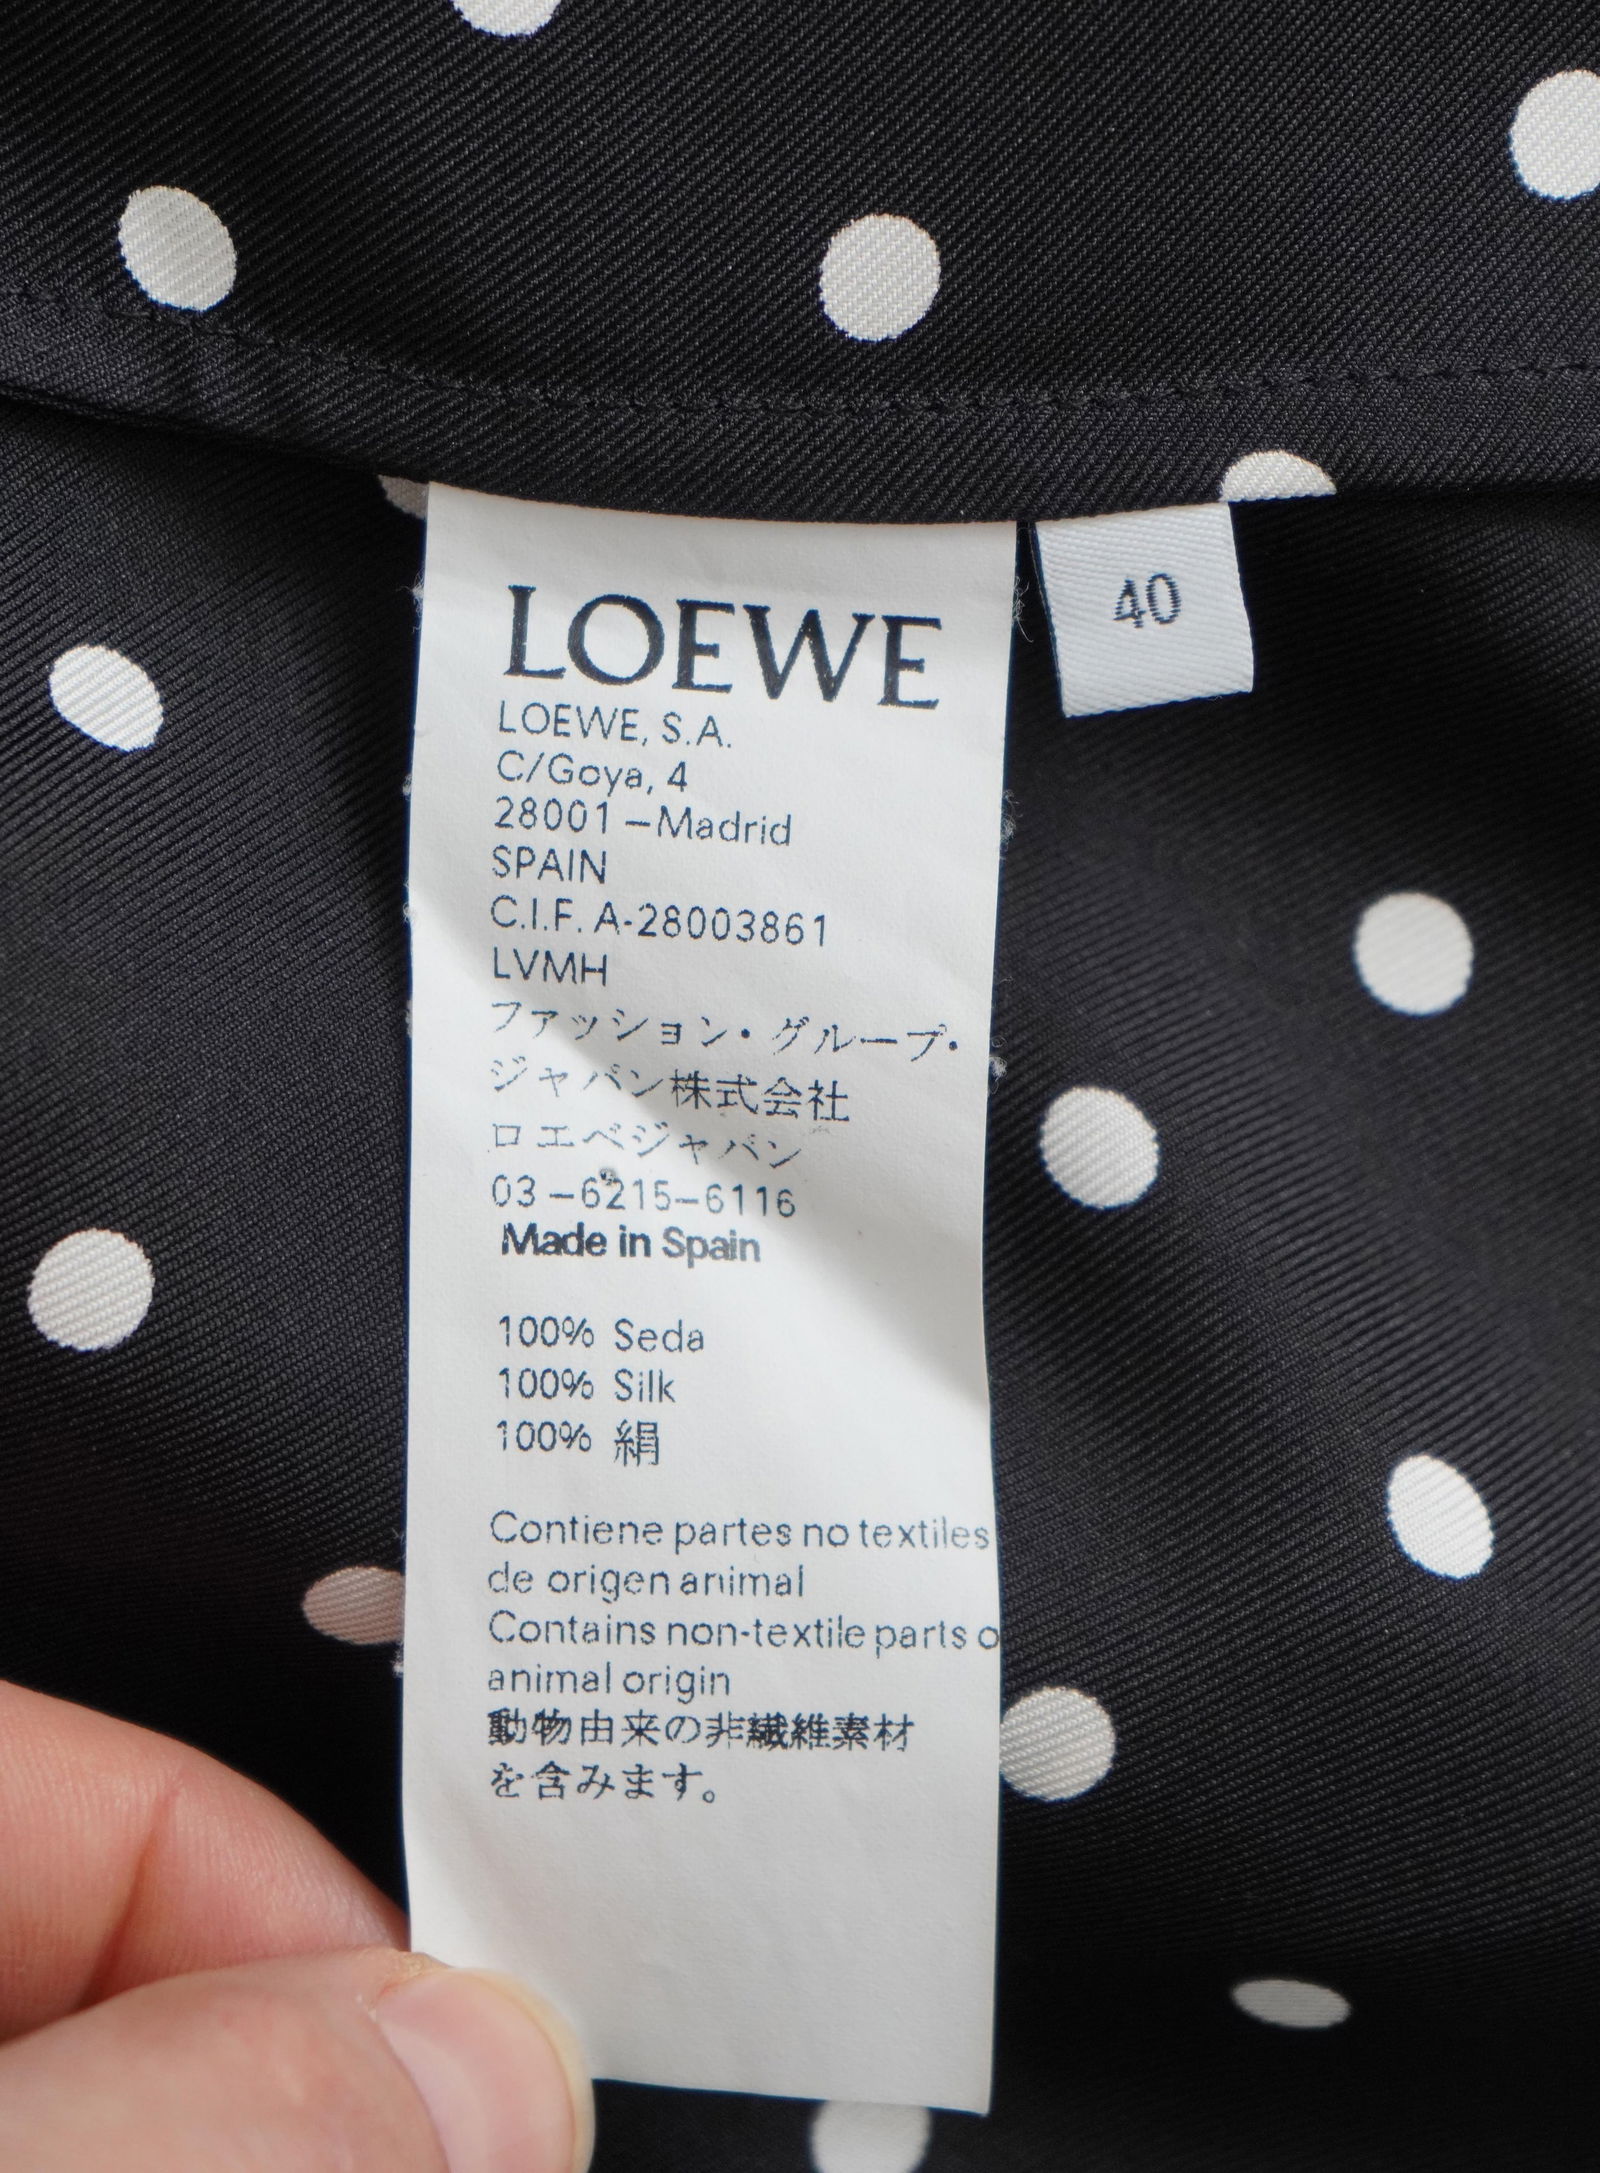 LOEWE
40
LOEWE, S.A.
C/Goya, 4
28001 –Madrid
SPAIN
C.I.F. A-28003861
LVMH
ファッション・グループ・
ジャパン株式会社
ロエベジャパン
03 –6215–6116
Made in Spain
100% Seda
100% Silk
100% 絹
Contiene partes no textiles
de origen animal
Contains non-textile parts o
animal origin
動物由来の非繊維素材
を含みます。